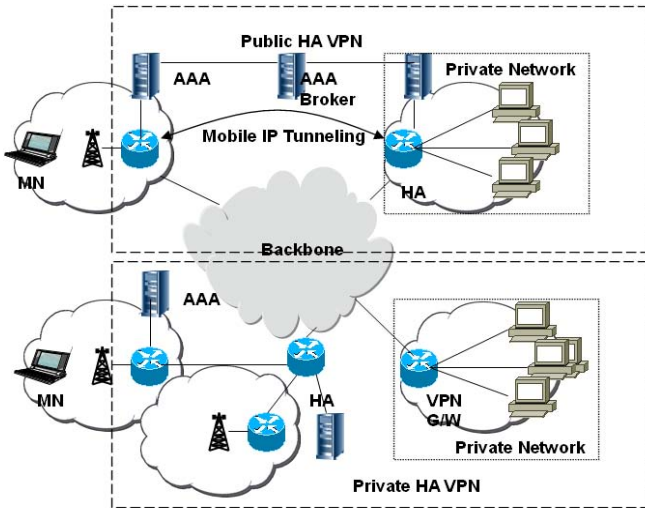 Public HA VPN
AAA
AAA
Broker
Private Network
Mobile IP Tunneling
MN
HA
Backbone
AAA
MN
HA
VPN
G/W
Private Network
Private HA VPN